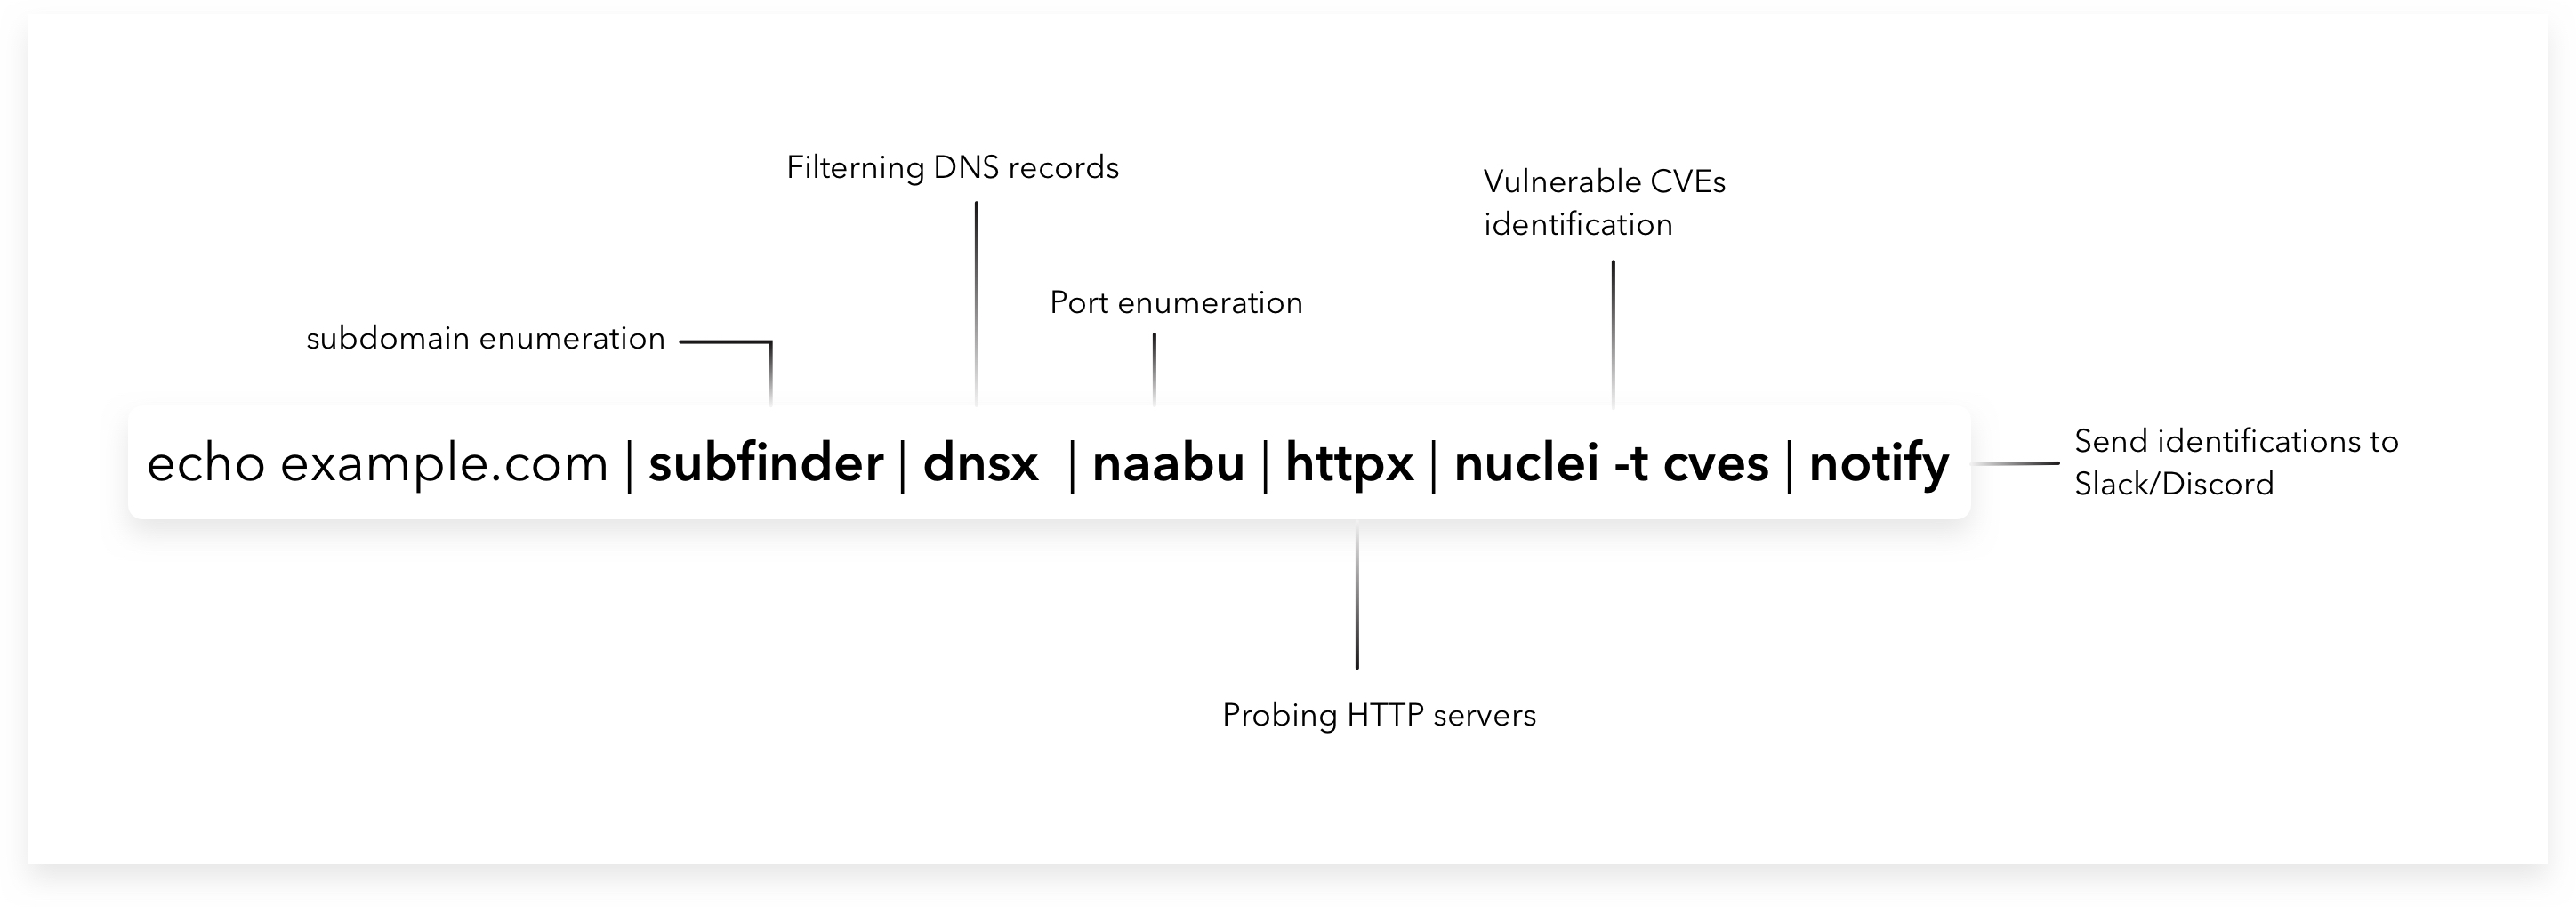 Filterning DNS records
Vulnerable CVEs
identification
Port enumeration
subdomain enumeration
echo example.com | subfinder | dnsx | naabu | httpx | nuclei -t cves | notify
Send identifications to
Slack/Discord
Probing HTTP servers